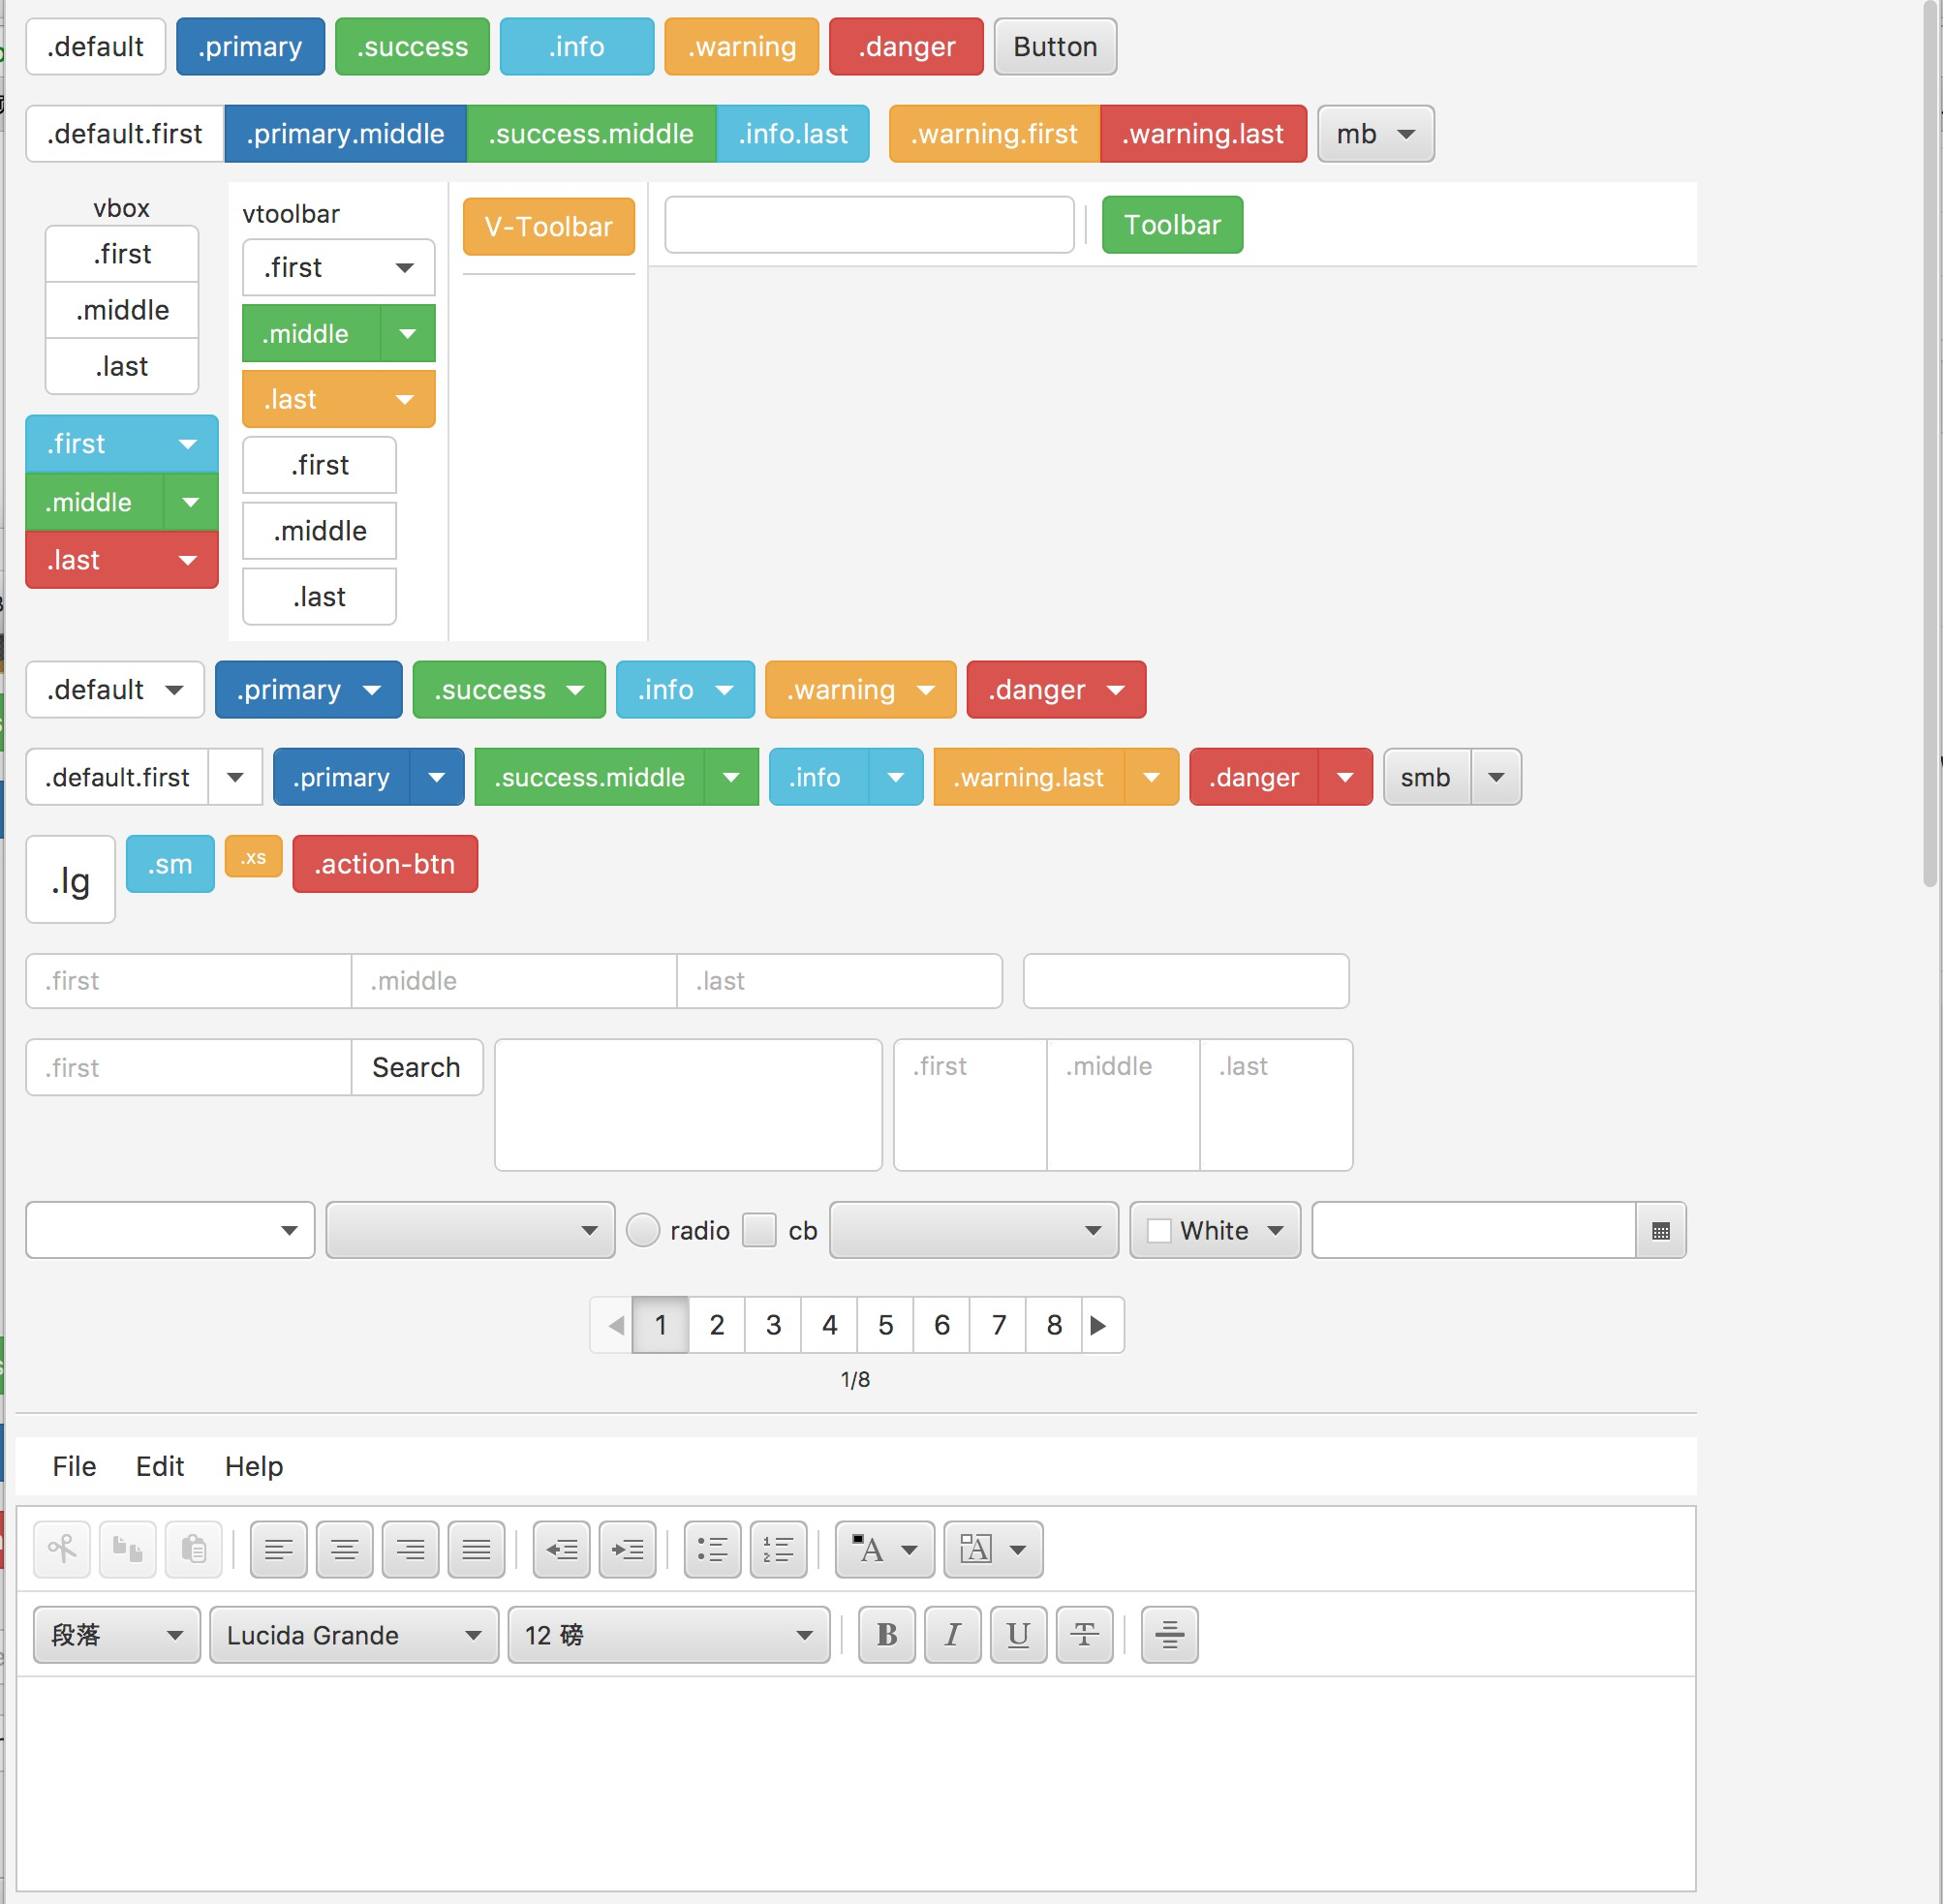 .default .primary .success .info .warning .danger Button
.default.first .primary.middle .success.middle .info.last .warning.first .warning.last mb
vbox
.first
.middle
.last
.first
.middle
.last
vtoolbar
.first
.middle
.last
.first
.middle
.last
V-Toolbar
Toolbar
.default .primary .success .info .warning .danger
.default.first .primary .success.middle .info .warning.last .danger smb
.lg .sm .xs .action-btn
.first .middle .last
.first Search .first .middle .last
radio cb White
1 2 3 4 5 6 7 8
1/8
File Edit Help
段落 Lucida Grande 12 磅 B I U T